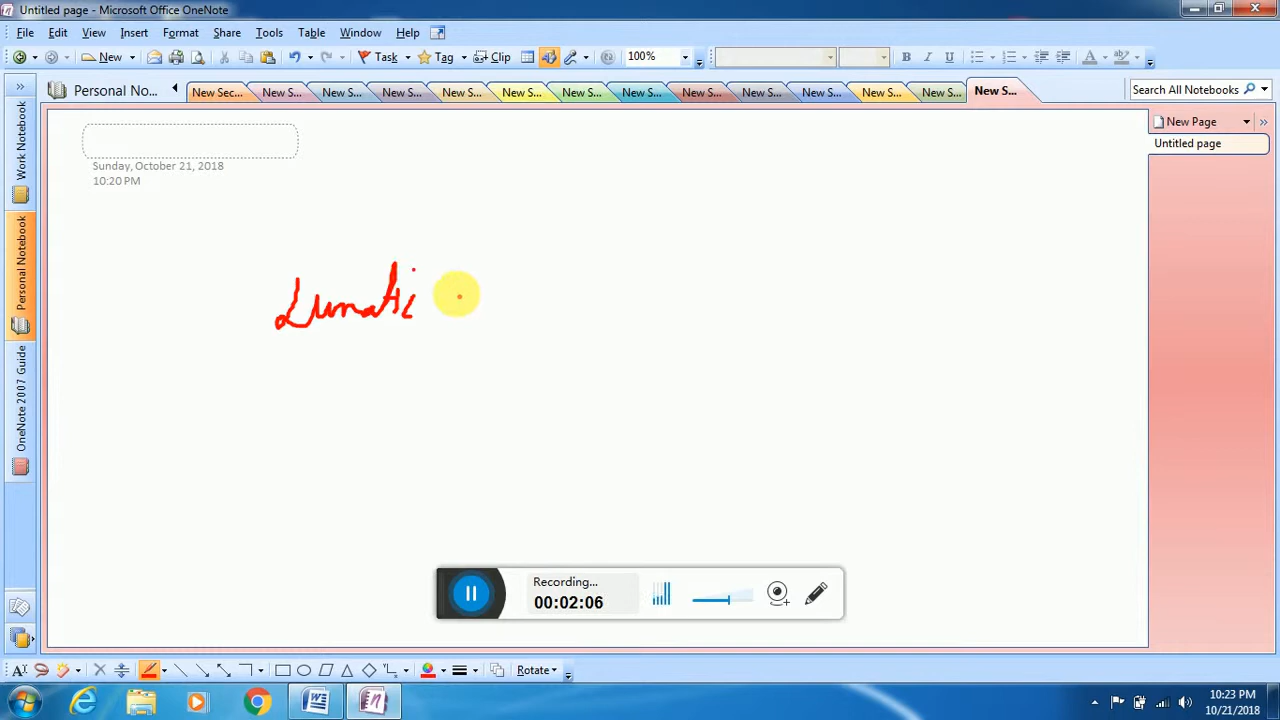 Untitled page - Microsoft Office OneNote
File Edit View Insert Format Share Tools Table Window Help
New Task Tag Clip 100% B I U A ab
Personal No... New Sec... New S... New S... New S... New S... New S... New S... New S... New S... New S... New S... New S... New S... New S... Search All Notebooks
New Page
Untitled page
Work Notebook
Personal Notebook
OneNote 2007 Guide
Sunday, October 21, 2018
10:20 PM
Lunati
Recording...
00:02:06
A Rotate
10:23 PM
10/21/2018